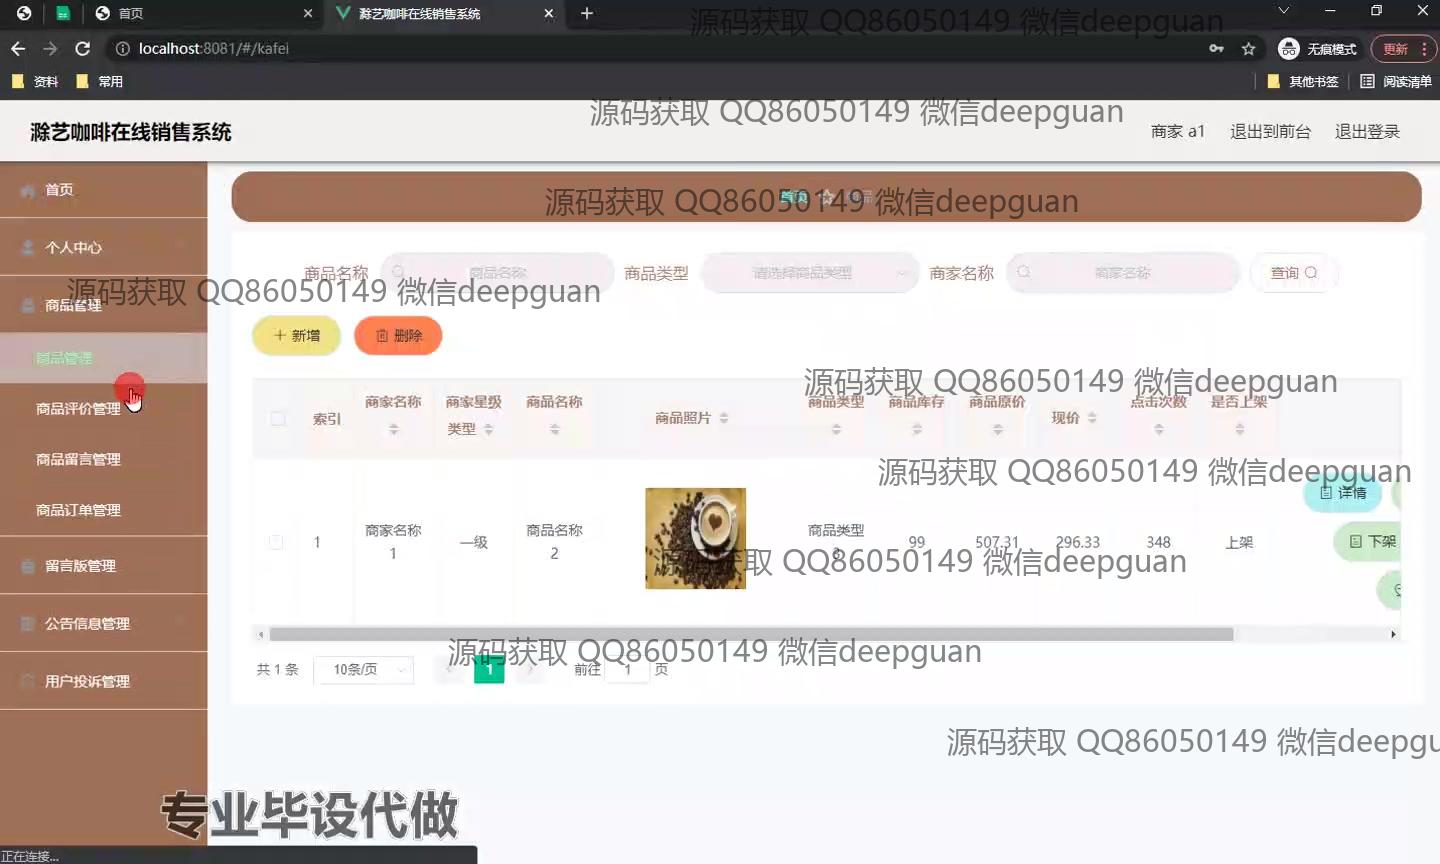 首页
滁艺咖啡在线销售系统
源码获取 QQ86050149 微信deepguan
localhost:8081/#/kafei
无痕模式
更新
资料
常用
其他书签
阅读清单
源码获取 QQ86050149 微信deepguan
滁艺咖啡在线销售系统
商家 a1
退出到前台
退出登录
首页
首页
商品
源码获取 QQ86050149 微信deepguan
个人中心
商品名称
商品名称
商品类型
请选择商品类型
商家名称
商家名称
查询
源码获取 QQ86050149 微信deepguan
商品管理
新增
删除
商品管理
源码获取 QQ86050149 微信deepguan
索引
商家名称
商家星级类型
商品名称
商品照片
商品类型
商品库存
商品原价
现价
点击次数
是否上架
商品评价管理
商品留言管理
源码获取 QQ86050149 微信deepguan
详情
商品订单管理
1
商家名称1
一级
商品名称2
商品类型
99
507.31
296.33
348
上架
下架
源码获取 QQ86050149 微信deepguan
留言版管理
公告信息管理
源码获取 QQ86050149 微信deepguan
共 1 条
10条/页
1
前往
1
页
用户投诉管理
源码获取 QQ86050149 微信deepgu
专业毕设代做
正在连接...